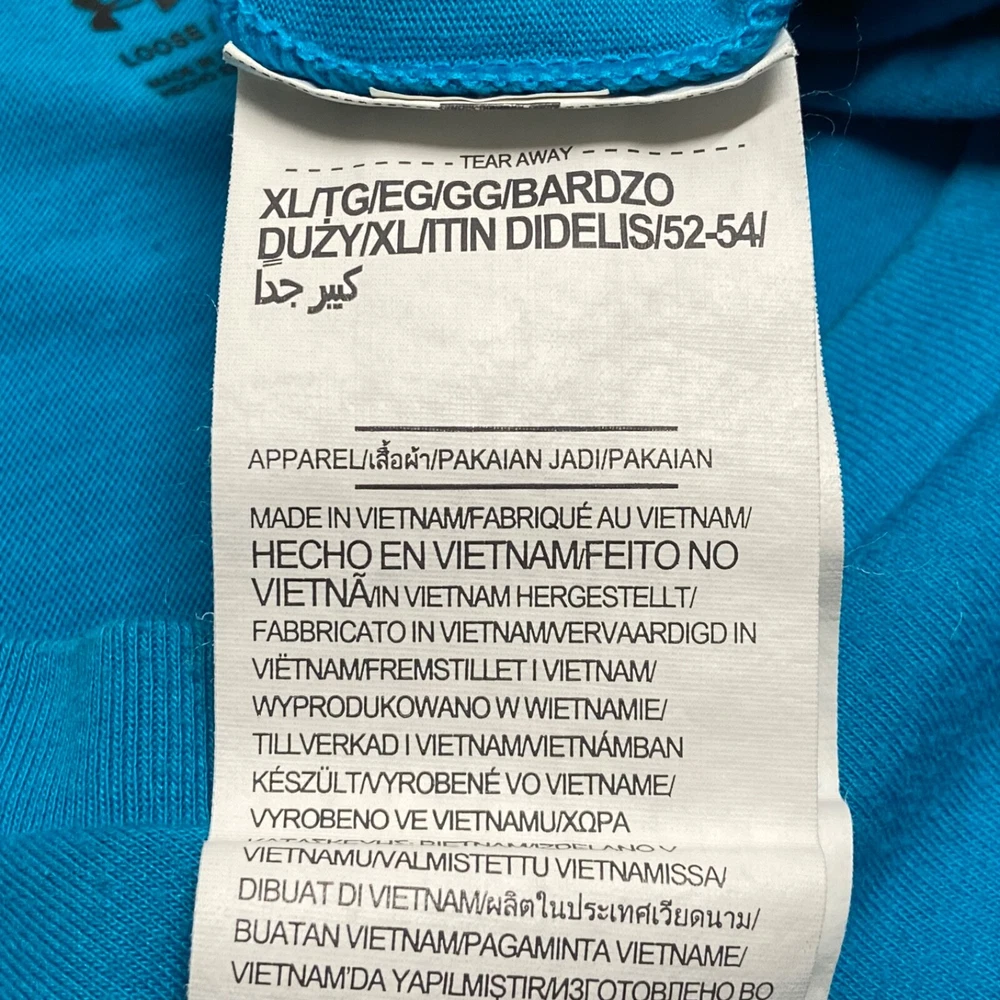 LOOSE
TEAR AWAY
XL/TG/EG/GG/BARDZO
DUŻY/XL/ITIN DIDELIS/52-54/
كبير جداً
APPAREL/เสื้อผ้า/PAKAIAN JADI/PAKAIAN
MADE IN VIETNAM/FABRIQUÉ AU VIETNAM/
HECHO EN VIETNAM/FEITO NO
VIETNÃ/IN VIETNAM HERGESTELLT/
FABBRICATO IN VIETNAM/VERVAARDIGD IN
VIËTNAM/FREMSTILLET I VIETNAM/
WYPRODUKOWANO W WIETNAMIE/
TILLVERKAD I VIETNAM/VIETNÁMBAN
KÉSZÜLT/VYROBENÉ VO VIETNAME/
VYROBENO VE VIETNAMU/ΧΩΡΑ
VIETNAMU/VALMISTETTU VIETNAMISSA/
DIBUAT DI VIETNAM/ผลิตในประเทศเวียดนาม/
BUATAN VIETNAM/PAGAMINTA VIETNAME/
VIETNAM'DA YAPILMIŞTIR/ИЗГОТОВЛЕНО ВО